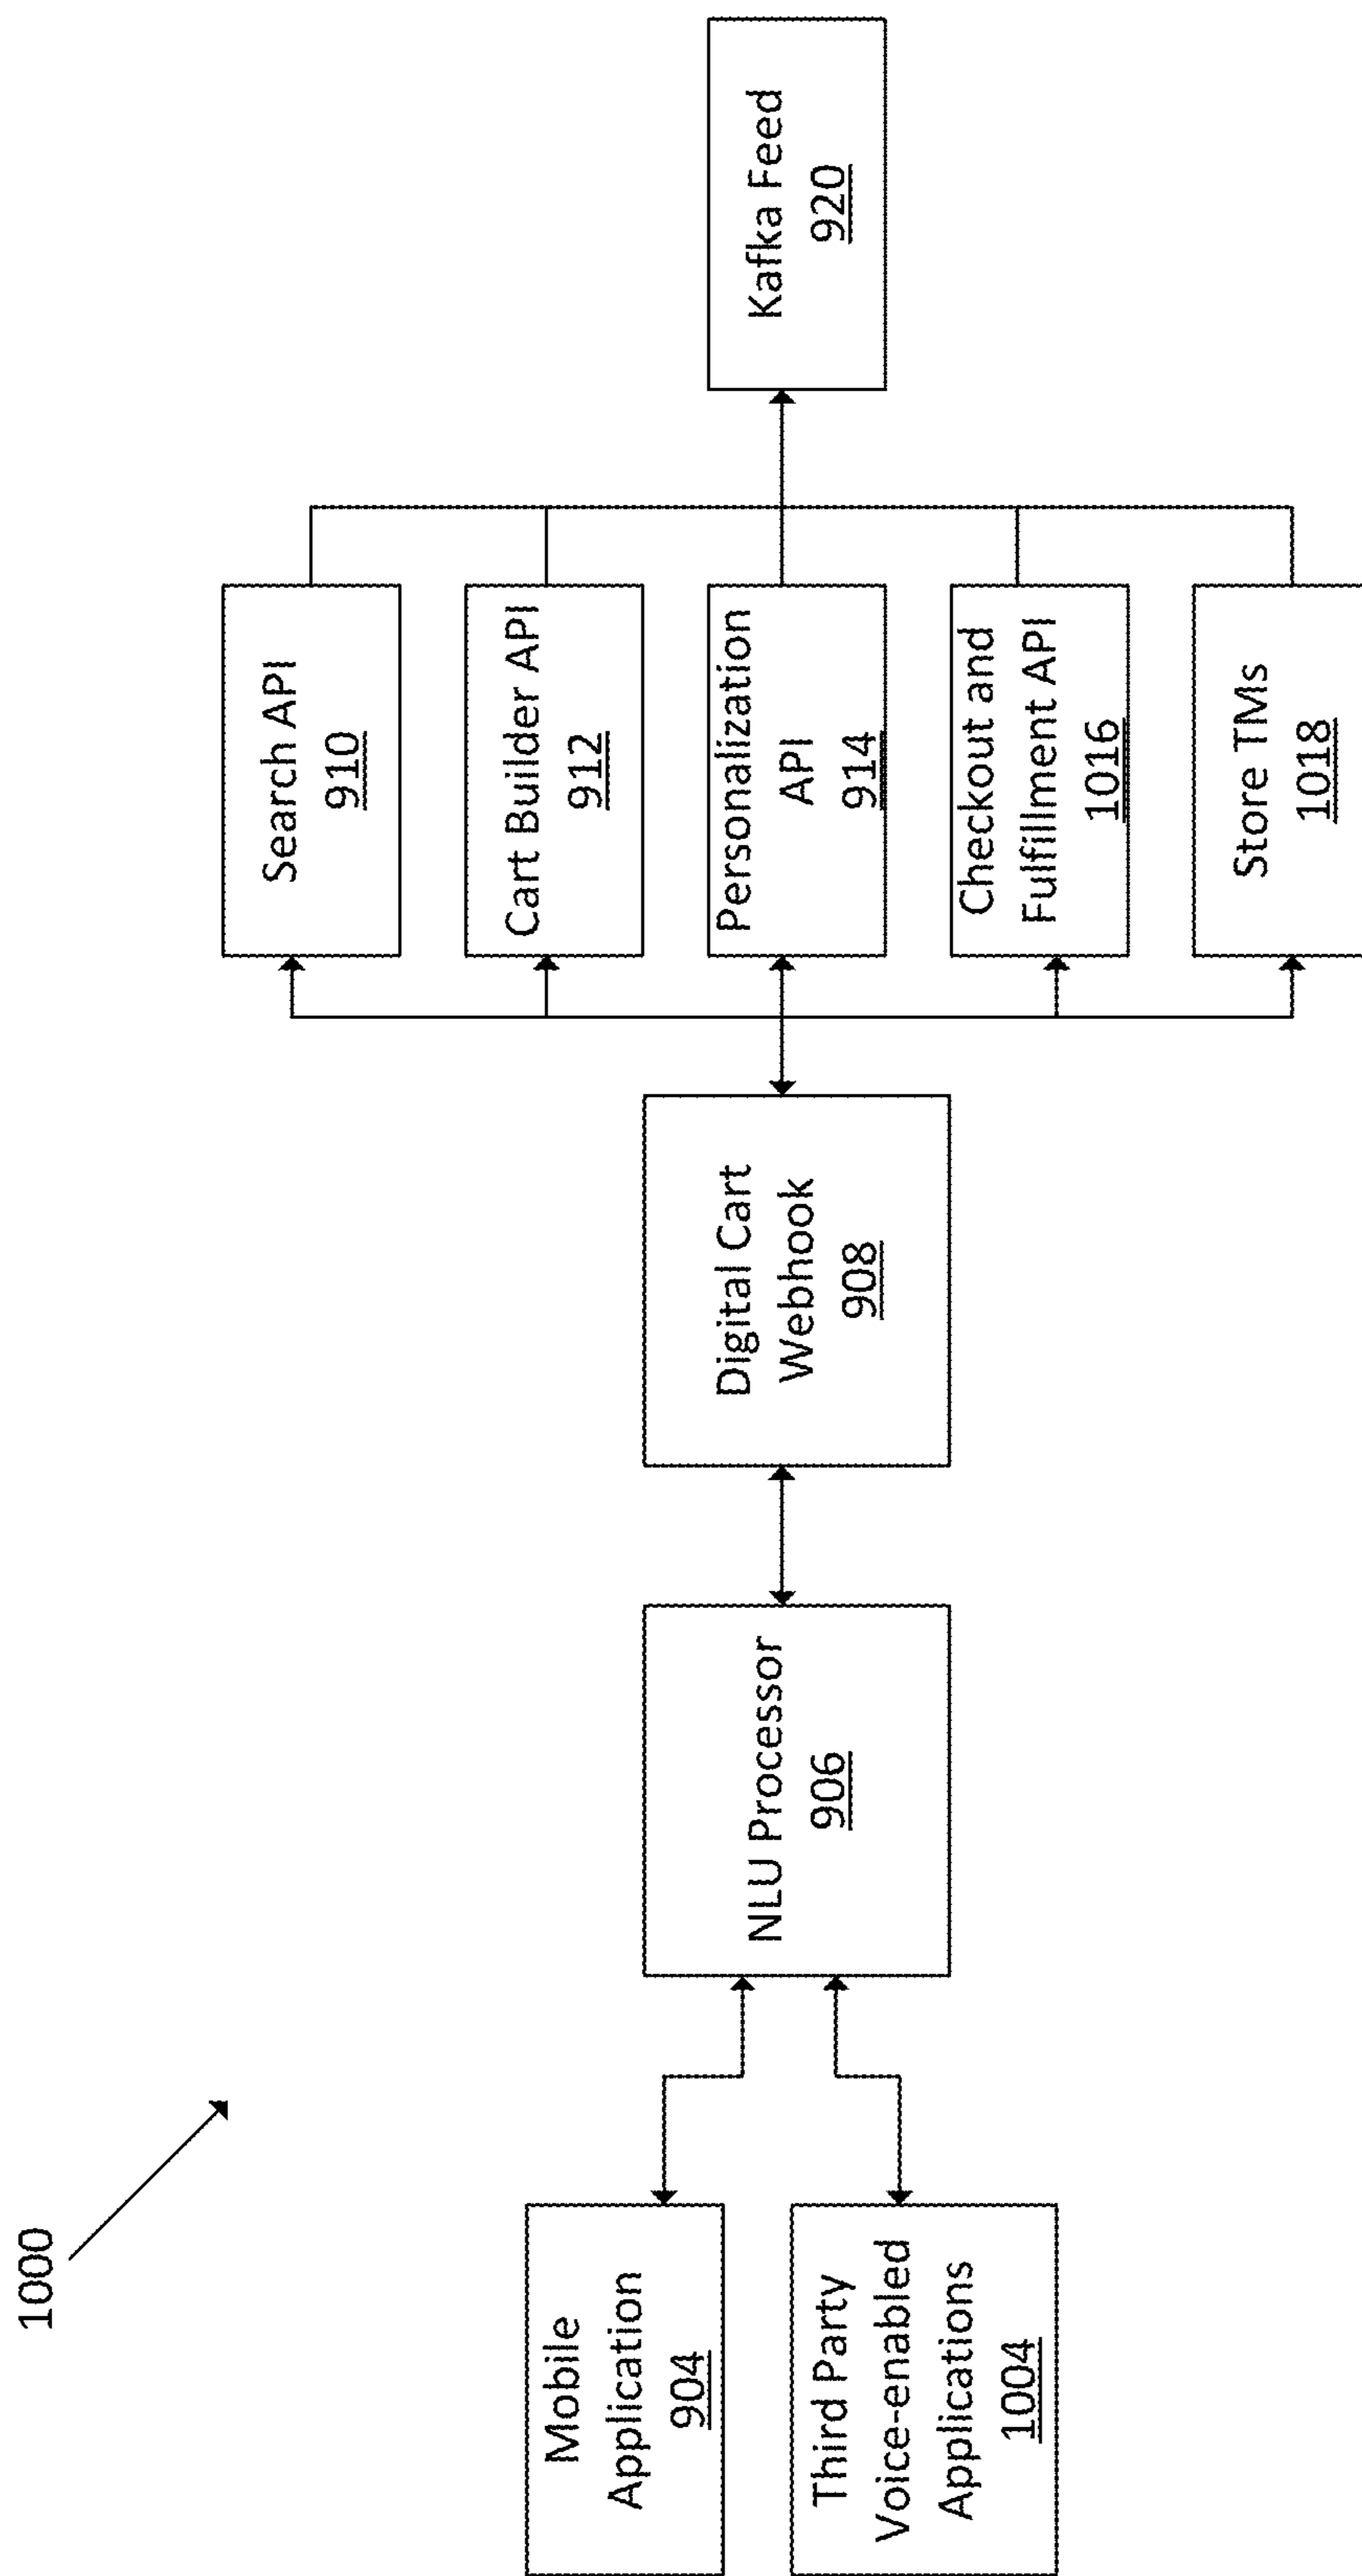 1000
Mobile
Application
904
Third Party
Voice-enabled
Applications
1004
NLU Processor
906
Digital Cart
Webhook
908
Search API
910
Cart Builder API
912
Personalization
API
914
Checkout and
Fulfillment API
1016
Store TMs
1018
Kafka Feed
920